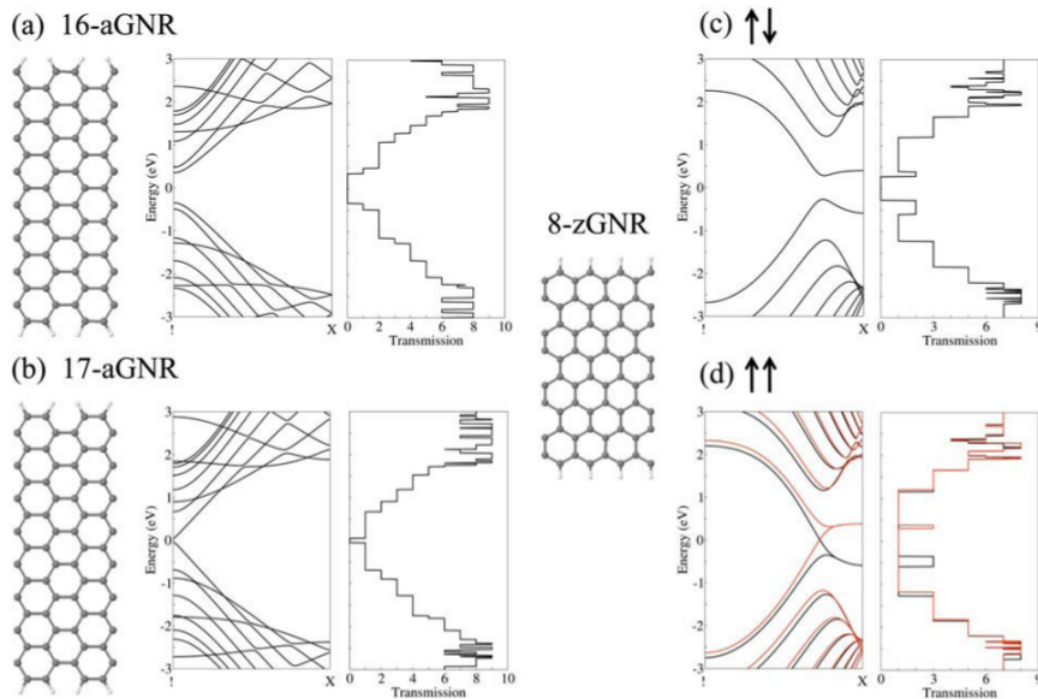 (a) 16-aGNR
3
2
1
0
-1
-2
-3
Energy (eV)
! X
0 2 4 6 8 10
Transmission
(b) 17-aGNR
3
2
1
0
-1
-2
-3
Energy (eV)
! X
0 2 4 6 8 10
Transmission
8-zGNR
(c) ↑↓
3
2
1
0
-1
-2
-3
Energy (eV)
! X
0 3 6 9
Transmission
(d) ↑↑
3
2
1
0
-1
-2
-3
Energy (eV)
! X
0 3 6 9
Transmission